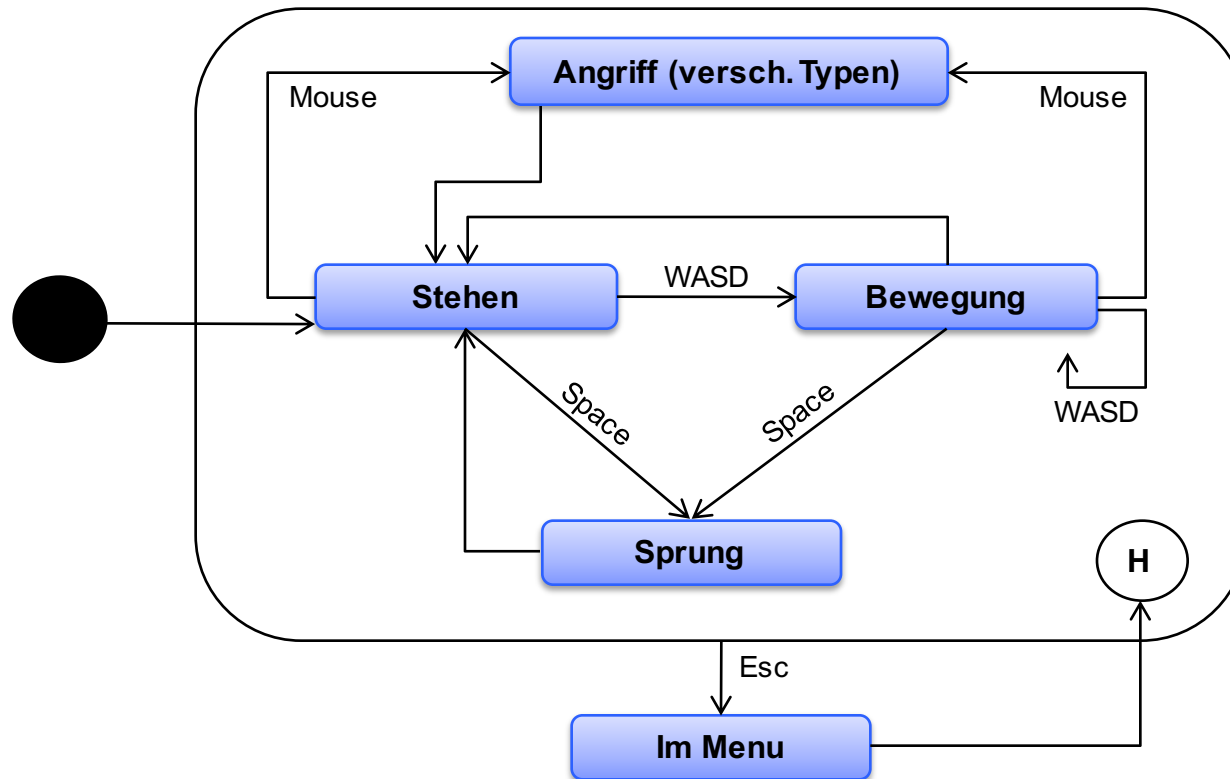 Angriff (versch. Typen)
Mouse
Mouse
Stehen
WASD
Bewegung
Space
Space
WASD
Sprung
H
Esc
Im Menu